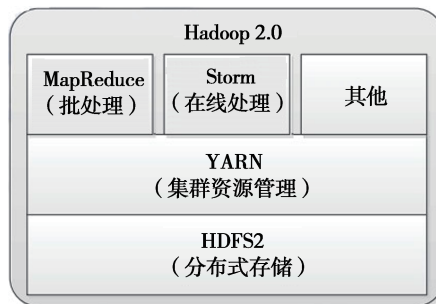 Hadoop 2.0
MapReduce
（批处理）
Storm
（在线处理）
其他
YARN
（集群资源管理）
HDFS2
（分布式存储）